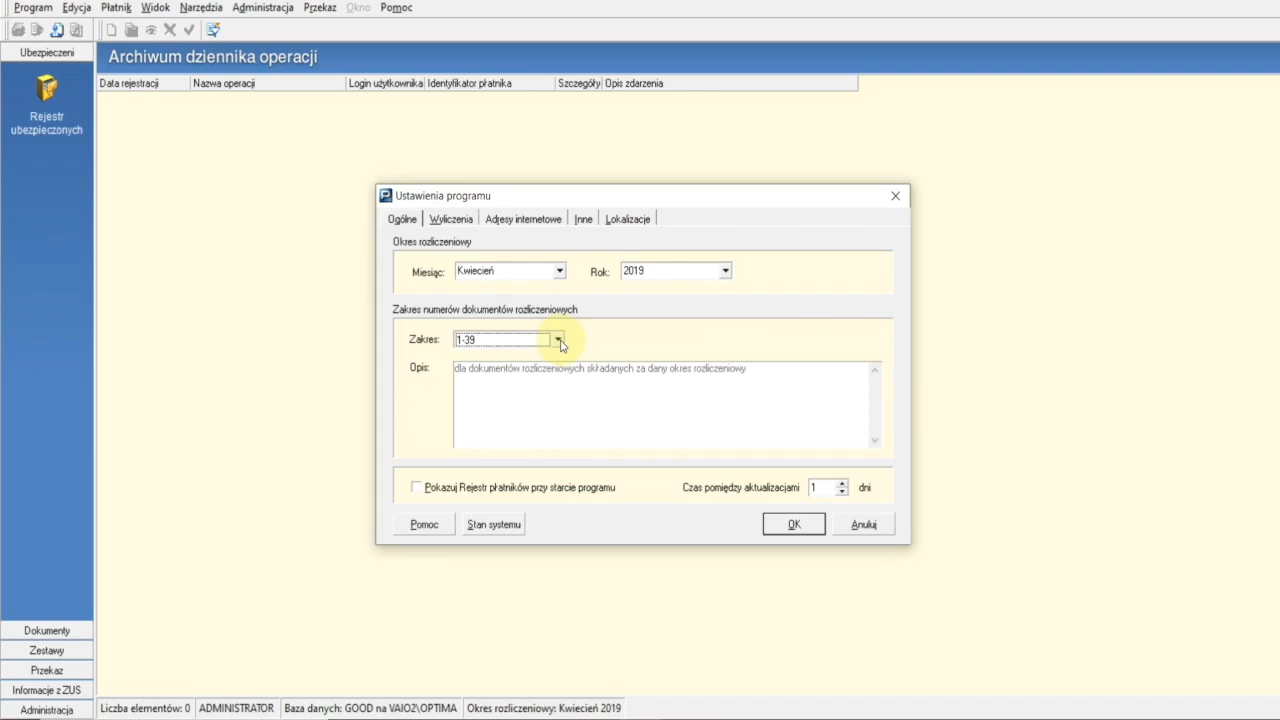 Program Edycja Płatnik Widok Narzędzia Administracja Przekaz Okno Pomoc
Ubezpieczeni
Archiwum dziennika operacji
Data rejestracji Nazwa operacji Login użytkownika Identyfikator płatnika Szczegóły Opis zdarzenia
Rejestr
ubezpieczonych
Ustawienia programu
Ogólne Wyliczenia Adresy internetowe Inne Lokalizacje
Okres rozliczeniowy
Miesiąc: Kwiecień Rok: 2019
Zakres numerów dokumentów rozliczeniowych
Zakres: 1-39
Opis: dla dokumentów rozliczeniowych składanych za dany okres rozliczeniowy
Pokazuj Rejestr płatników przy starcie programu Czas pomiędzy aktualizacjami 1 dni
Pomoc Stan systemu OK Anuluj
Dokumenty
Zestawy
Przekaz
Informacje z ZUS
Administracja
Liczba elementów: 0 ADMINISTRATOR Baza danych: GOOD na VAIO2\OPTIMA Okres rozliczeniowy: Kwiecień 2019